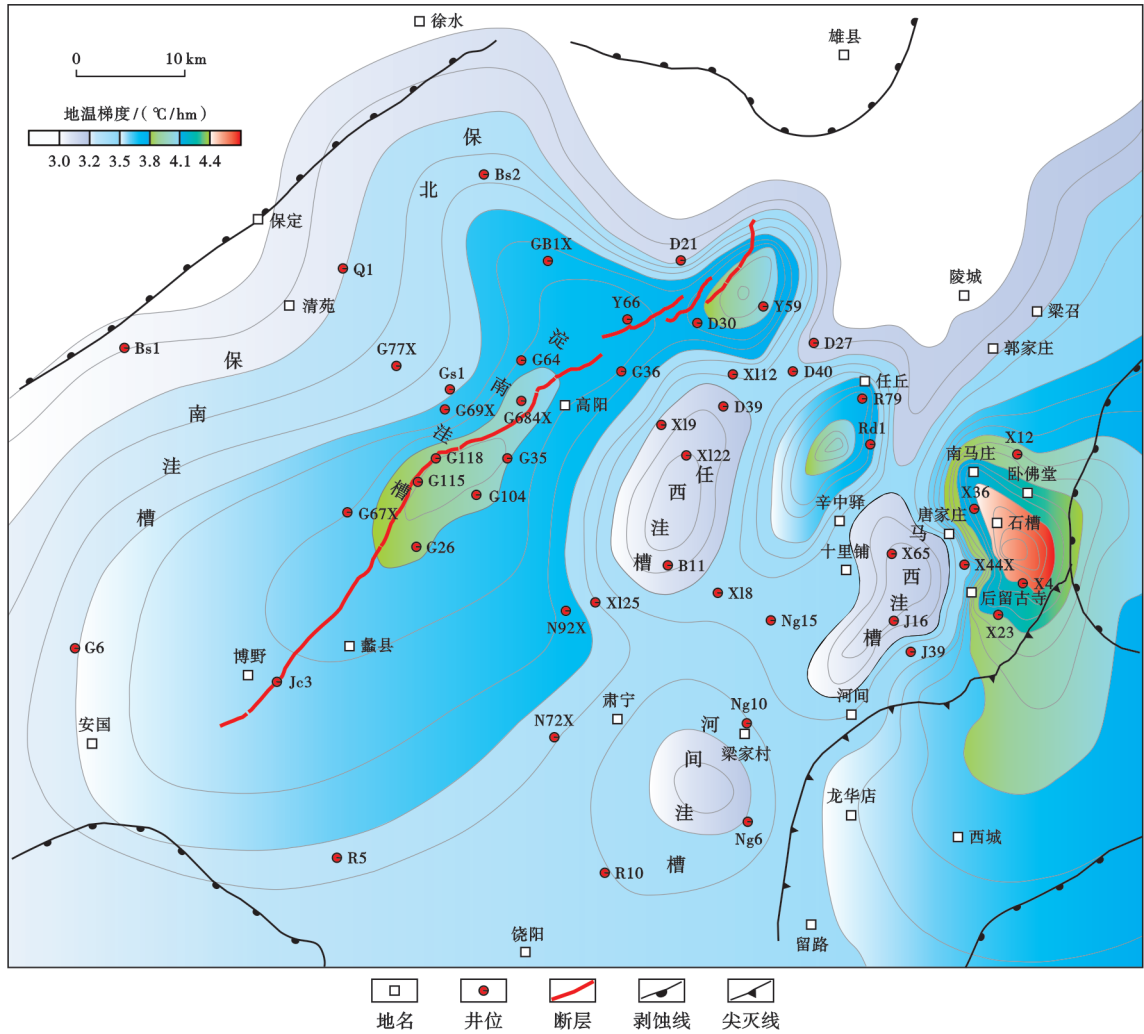 徐水
雄县
0 10 km
地温梯度/(℃/hm)
3.0 3.2 3.5 3.8 4.1 4.4
保
北
Bs2
保定
GB1X
D21
Q1
清苑
陵城
梁召
Y66
Y59
D30
Bs1
保
淀
D27
郭家庄
G77X
G64
G36
Xl12
D40
任丘
Gs1
南
R79
G69X
G684X
高阳
D39
南
Xl9
Rd1
洼
G118
G35
Xl22
任
X12
南马庄
卧佛堂
洼
G115
槽
G104
西
X36
石槽
G67X
辛中驿
唐家庄
槽
G26
洼
十里铺
马
槽
B11
X65
西
X44X
X4
后留古寺
Xl25
Xl8
洼
N92X
Ng15
J16
X23
G6
蠡县
槽
J39
博野
Jc3
安国
肃宁
Ng10
河
河间
N72X
梁家村
间
龙华店
洼
Ng6
西城
R5
R10
槽
饶阳
留路
地名 井位 断层 剥蚀线 尖灭线